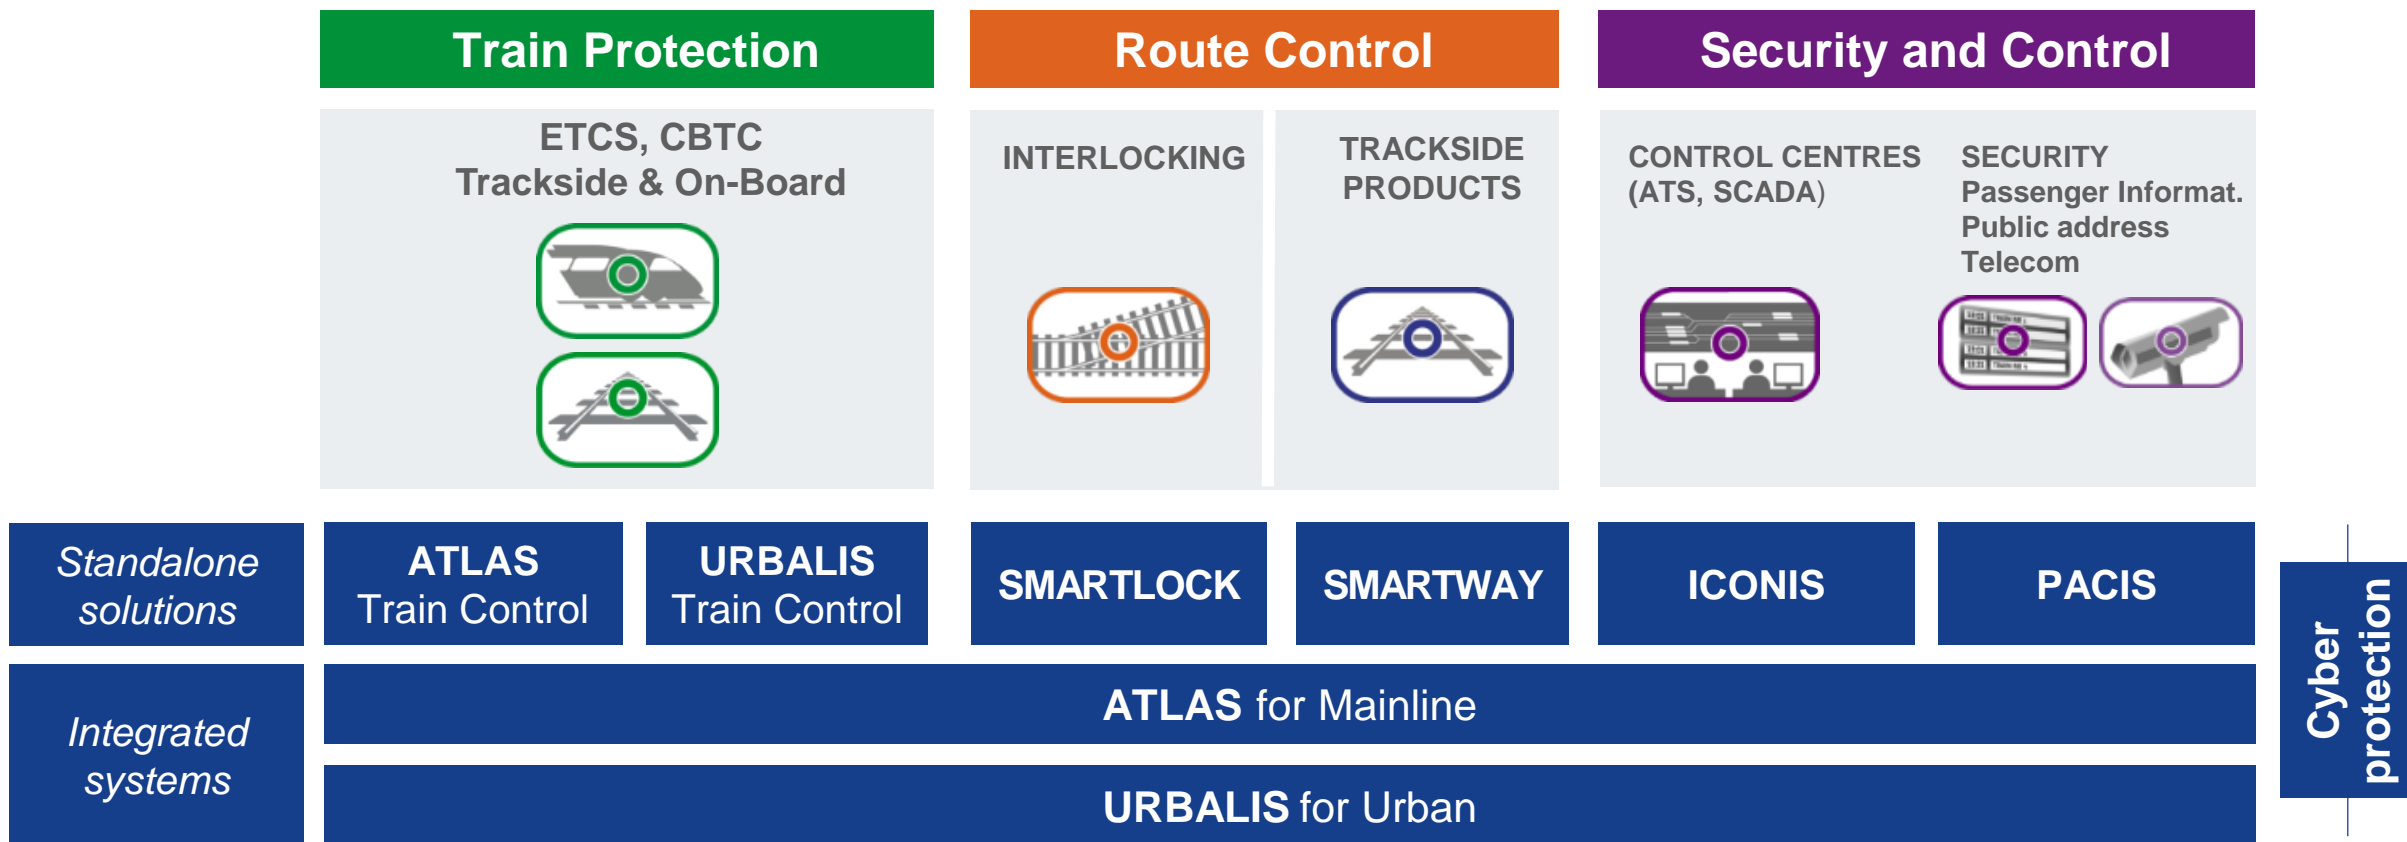 Train Protection
Route Control
Security and Control
ETCS, CBTC
Trackside & On-Board
INTERLOCKING
TRACKSIDE
PRODUCTS
CONTROL CENTRES
(ATS, SCADA)
SECURITY
Passenger Informat.
Public address
Telecom
Standalone
solutions
ATLAS
Train Control
URBALIS
Train Control
SMARTLOCK
SMARTWAY
ICONIS
PACIS
Integrated
systems
ATLAS for Mainline
URBALIS for Urban
Cyber
protection